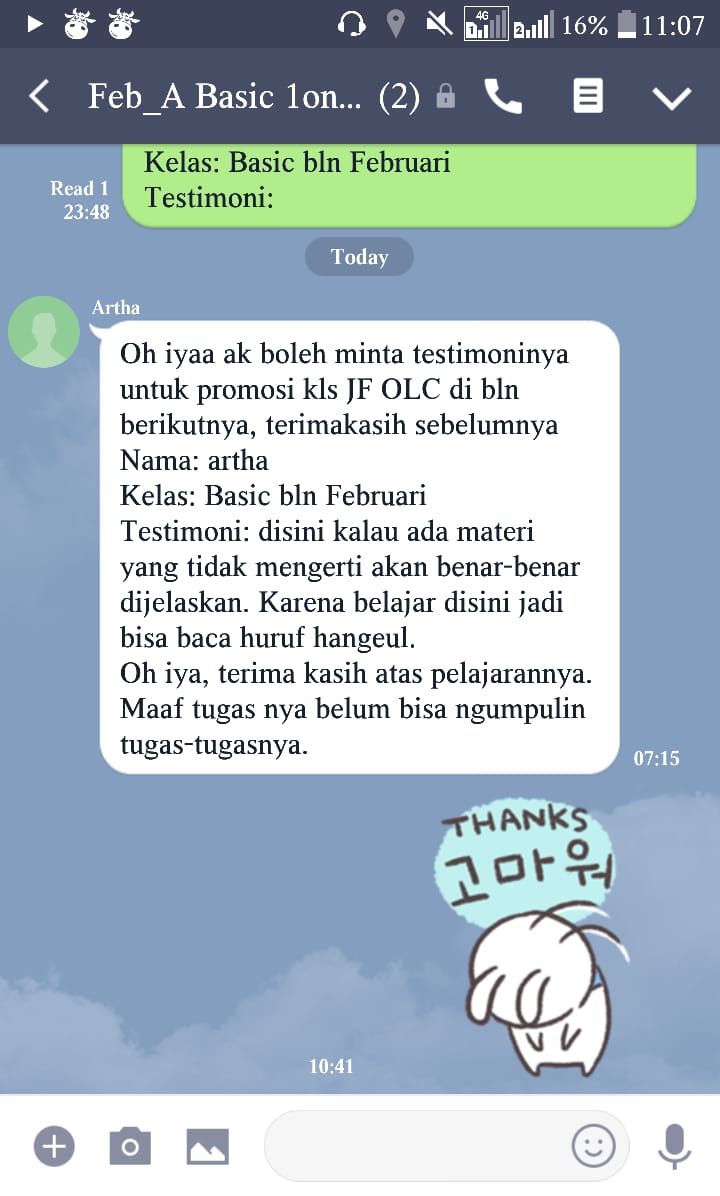 4G
1
2
16%
11:07
Feb_A Basic 1on... (2)
Kelas: Basic bln Februari
Testimoni:
Read 1
23:48
Today
Artha
Oh iyaa ak boleh minta testimoninya
untuk promosi kls JF OLC di bln
berikutnya, terimakasih sebelumnya
Nama: artha
Kelas: Basic bln Februari
Testimoni: disini kalau ada materi
yang tidak mengerti akan benar-benar
dijelaskan. Karena belajar disini jadi
bisa baca huruf hangeul.
Oh iya, terima kasih atas pelajarannya.
Maaf tugas nya belum bisa ngumpulin
tugas-tugasnya.
07:15
THANKS
고마워
10:41